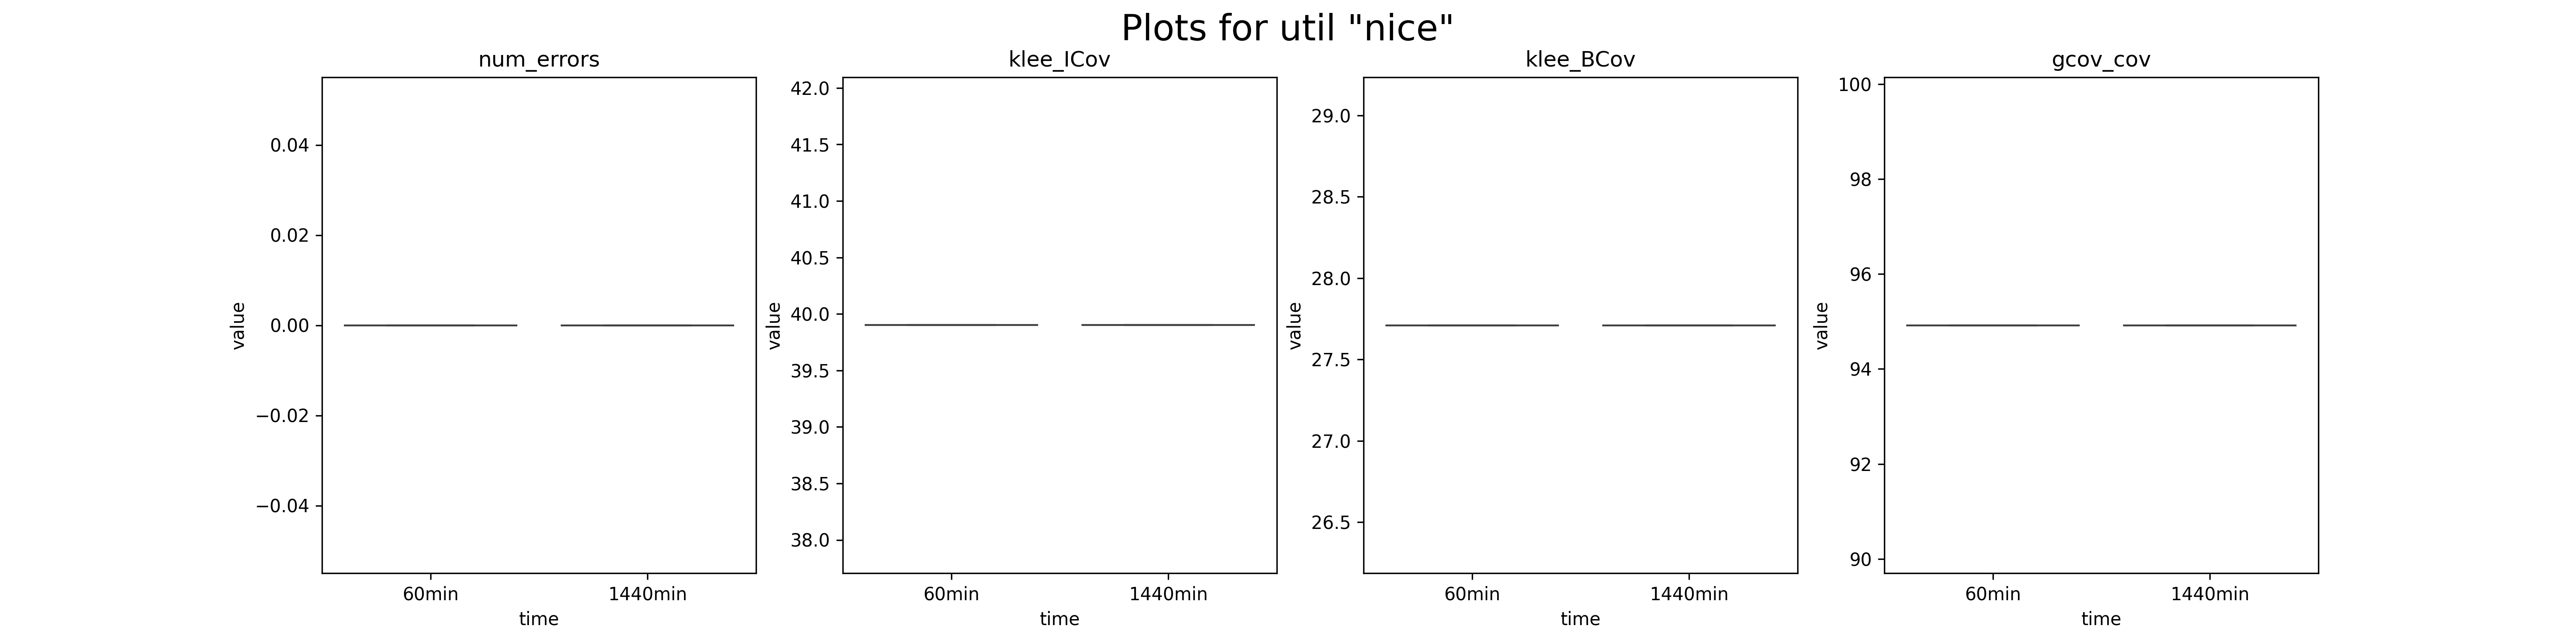 Plots for util "nice"
num_errors
klee_ICov
klee_BCov
gcov_cov
value
0.04
0.02
0.00
−0.02
−0.04
60min
1440min
time
value
42.0
41.5
41.0
40.5
40.0
39.5
39.0
38.5
38.0
60min
1440min
time
value
29.0
28.5
28.0
27.5
27.0
26.5
60min
1440min
time
value
100
98
96
94
92
90
60min
1440min
time